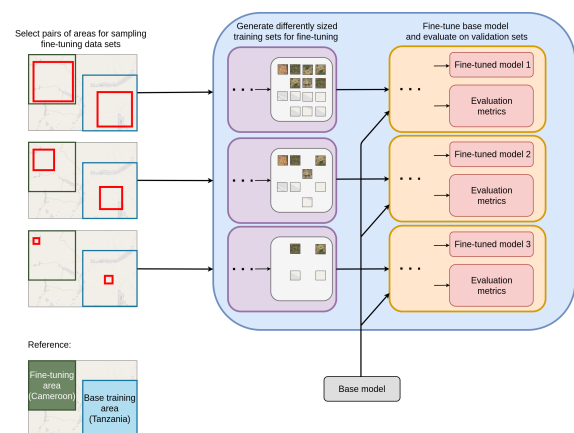 Select pairs of areas for sampling
fine-tuning data sets
Generate differently sized
training sets for fine-tuning
Fine-tune base model
and evaluate on validation sets
Fine-tuned model 1
Evaluation
metrics
Fine-tuned model 2
Evaluation
metrics
Fine-tuned model 3
Evaluation
metrics
Reference:
Fine-tuning
area
(Cameroon)
Base training
area
(Tanzania)
Base model